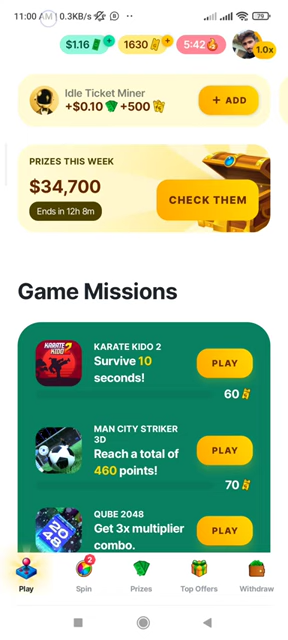 11:00 AM | 0.3KB/s
79
$1.16
1630
5:42
1.0x
Idle Ticket Miner
+$0.10 +500
+ ADD
PRIZES THIS WEEK
$34,700
Ends in 12h 8m
CHECK THEM
Game Missions
KARATE KIDO 2
Survive 10
seconds!
PLAY
60
MAN CITY STRIKER
3D
Reach a total of
460 points!
PLAY
70
QUBE 2048
Get 3x multiplier
combo.
PLAY
2
Play
Spin
Prizes
Top Offers
Withdraw